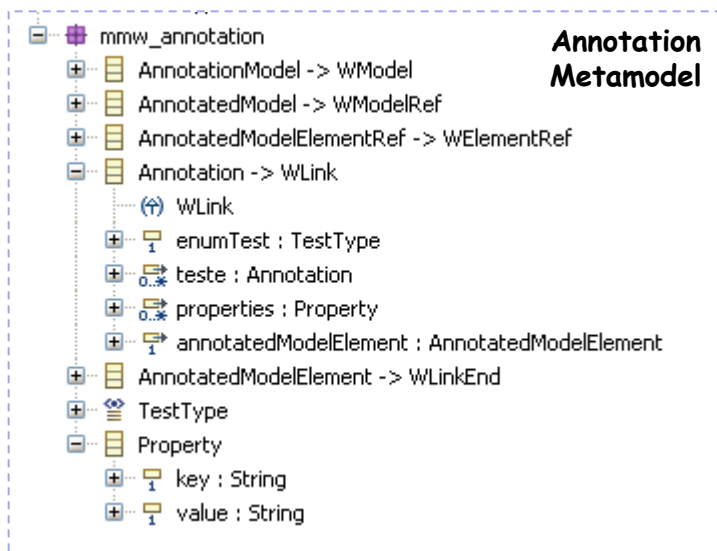 mmw_annotation
Annotation
Metamodel
AnnotationModel -> WModel
AnnotatedModel -> WModelRef
AnnotatedModelElementRef -> WElementRef
Annotation -> WLink
WLink
1 enumTest : TestType
0..* teste : Annotation
0..* properties : Property
1 annotatedModelElement : AnnotatedModelElement
AnnotatedModelElement -> WLinkEnd
TestType
Property
1 key : String
1 value : String